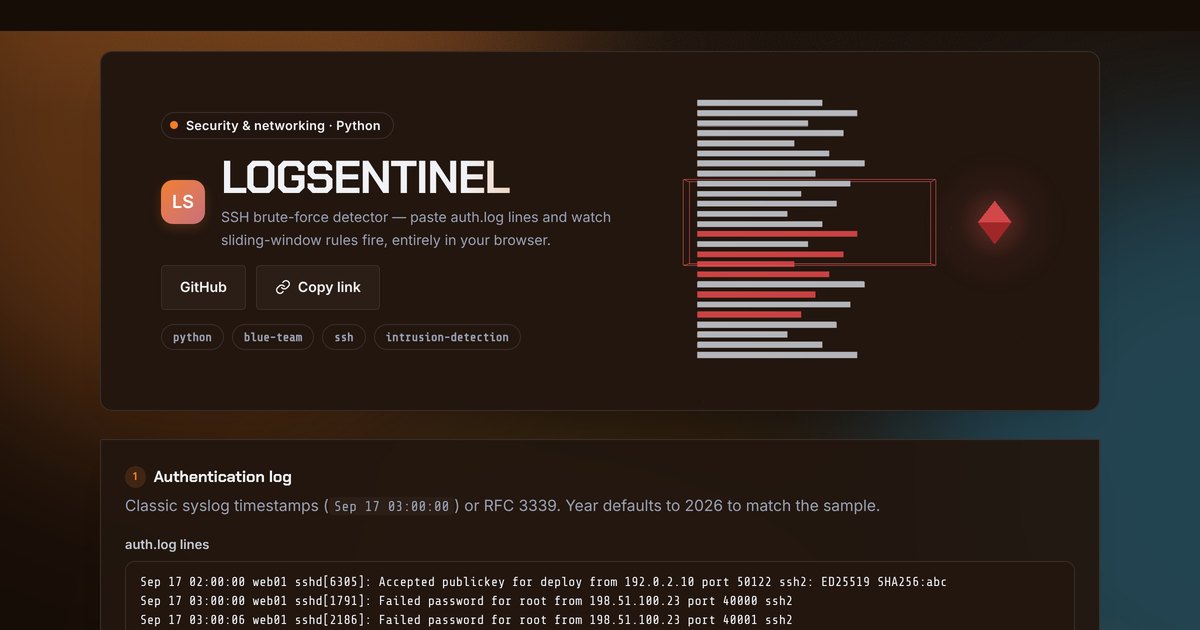 Security & networking · Python
LS
LOGSENTINEL
SSH brute-force detector — paste auth.log lines and watch
sliding-window rules fire, entirely in your browser.
GitHub
Copy link
python
blue-team
ssh
intrusion-detection
1 Authentication log
Classic syslog timestamps ( Sep 17 03:00:00 ) or RFC 3339. Year defaults to 2026 to match the sample.
auth.log lines
Sep 17 02:00:00 web01 sshd[6305]: Accepted publickey for deploy from 192.0.2.10 port 50122 ssh2: ED25519 SHA256:abc
Sep 17 03:00:00 web01 sshd[1791]: Failed password for root from 198.51.100.23 port 40000 ssh2
Sep 17 03:00:06 web01 sshd[2186]: Failed password for root from 198.51.100.23 port 40001 ssh2